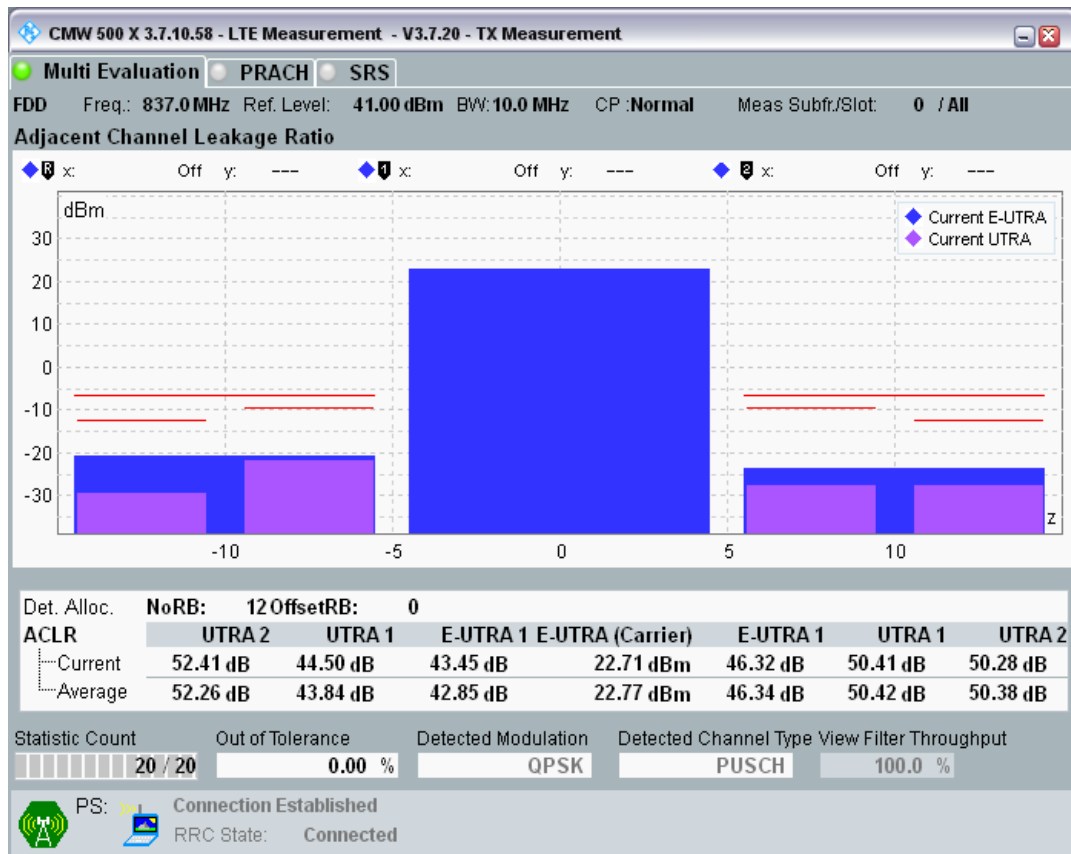 CMW 500 X 3.7.10.58 - LTE Measurement - V3.7.20 - TX Measurement
Multi Evaluation PRACH SRS
FDD Freq.: 837.0 MHz Ref. Level: 41.00 dBm BW: 10.0 MHz CP :Normal Meas Subfr./Slot: 0 / All
Adjacent Channel Leakage Ratio
R x: Off y: --- 1 x: Off y: --- 2 x: Off y: ---
dBm
Current E-UTRA
Current UTRA
30
20
10
0
-10
-20
-30
z
-10 -5 0 5 10
Det. Alloc. NoRB: 12 OffsetRB: 0
ACLR UTRA 2 UTRA 1 E-UTRA 1 E-UTRA (Carrier) E-UTRA 1 UTRA 1 UTRA 2
Current 52.41 dB 44.50 dB 43.45 dB 22.71 dBm 46.32 dB 50.41 dB 50.28 dB
Average 52.26 dB 43.84 dB 42.85 dB 22.77 dBm 46.34 dB 50.42 dB 50.38 dB
Statistic Count Out of Tolerance Detected Modulation Detected Channel Type View Filter Throughput
20 / 20 0.00 % QPSK PUSCH 100.0 %
PS: Connection Established
RRC State: Connected